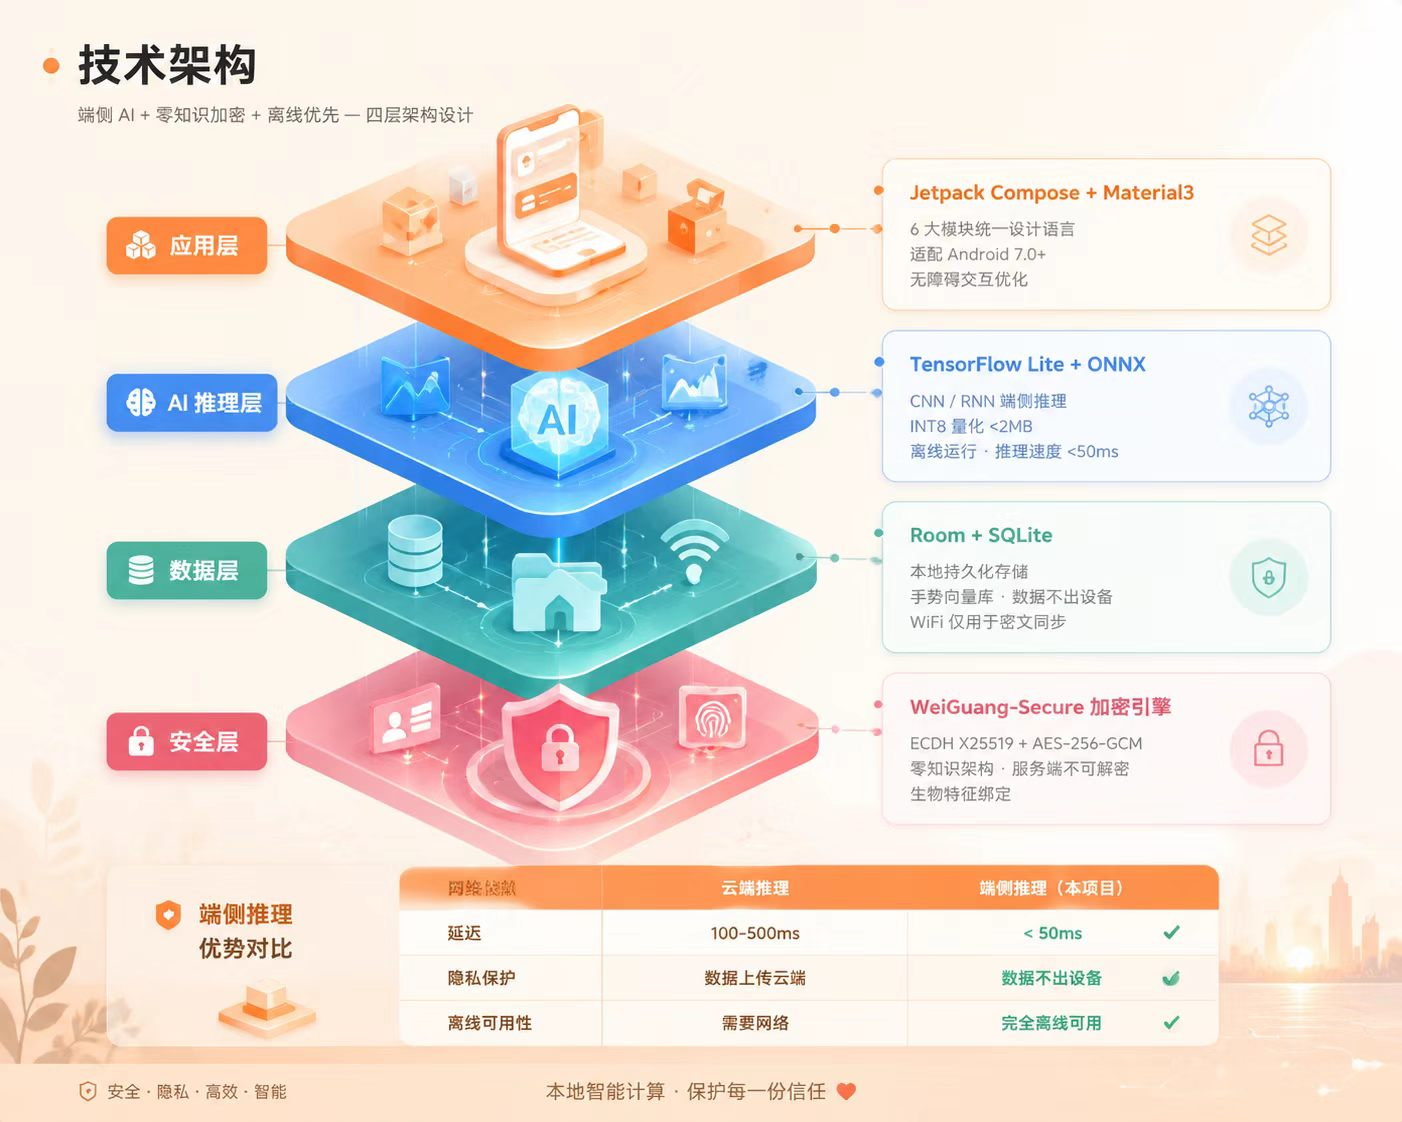 技术架构
端侧 AI + 零知识加密 + 离线优先 — 四层架构设计
应用层
Jetpack Compose + Material3
6 大模块统一设计语言
适配 Android 7.0+
无障碍交互优化
AI 推理层
AI
TensorFlow Lite + ONNX
CNN / RNN 端侧推理
INT8 量化 <2MB
离线运行 · 推理速度 <50ms
数据层
Room + SQLite
本地持久化存储
手势向量库 · 数据不出设备
WiFi 仅用于密文同步
安全层
WeiGuang-Secure 加密引擎
ECDH X25519 + AES-256-GCM
零知识架构 · 服务端不可解密
生物特征绑定
端侧推理
优势对比
云端推理 端侧推理（本项目）
延迟 100-500ms < 50ms
隐私保护 数据上传云端 数据不出设备
离线可用性 需要网络 完全离线可用
安全 · 隐私 · 高效 · 智能
本地智能计算 · 保护每一份信任